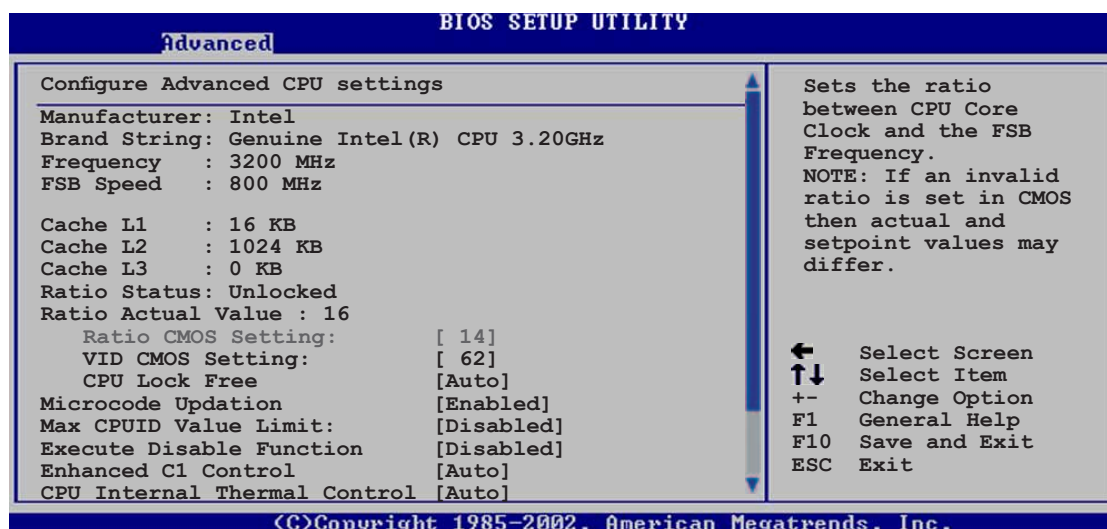 BIOS SETUP UTILITY
Advanced
Configure Advanced CPU settings
Manufacturer: Intel
Brand String: Genuine Intel(R) CPU 3.20GHz
Frequency : 3200 MHz
FSB Speed : 800 MHz
Cache L1 : 16 KB
Cache L2 : 1024 KB
Cache L3 : 0 KB
Ratio Status: Unlocked
Ratio Actual Value : 16
Ratio CMOS Setting: [ 14]
VID CMOS Setting: [ 62]
CPU Lock Free [Auto]
Microcode Updation [Enabled]
Max CPUID Value Limit: [Disabled]
Execute Disable Function [Disabled]
Enhanced C1 Control [Auto]
CPU Internal Thermal Control [Auto]
Sets the ratio
between CPU Core
Clock and the FSB
Frequency.
NOTE: If an invalid
ratio is set in CMOS
then actual and
setpoint values may
differ.
Select Screen
Select Item
+- Change Option
F1 General Help
F10 Save and Exit
ESC Exit
(C)Copyright 1985-2002, American Megatrends, Inc.